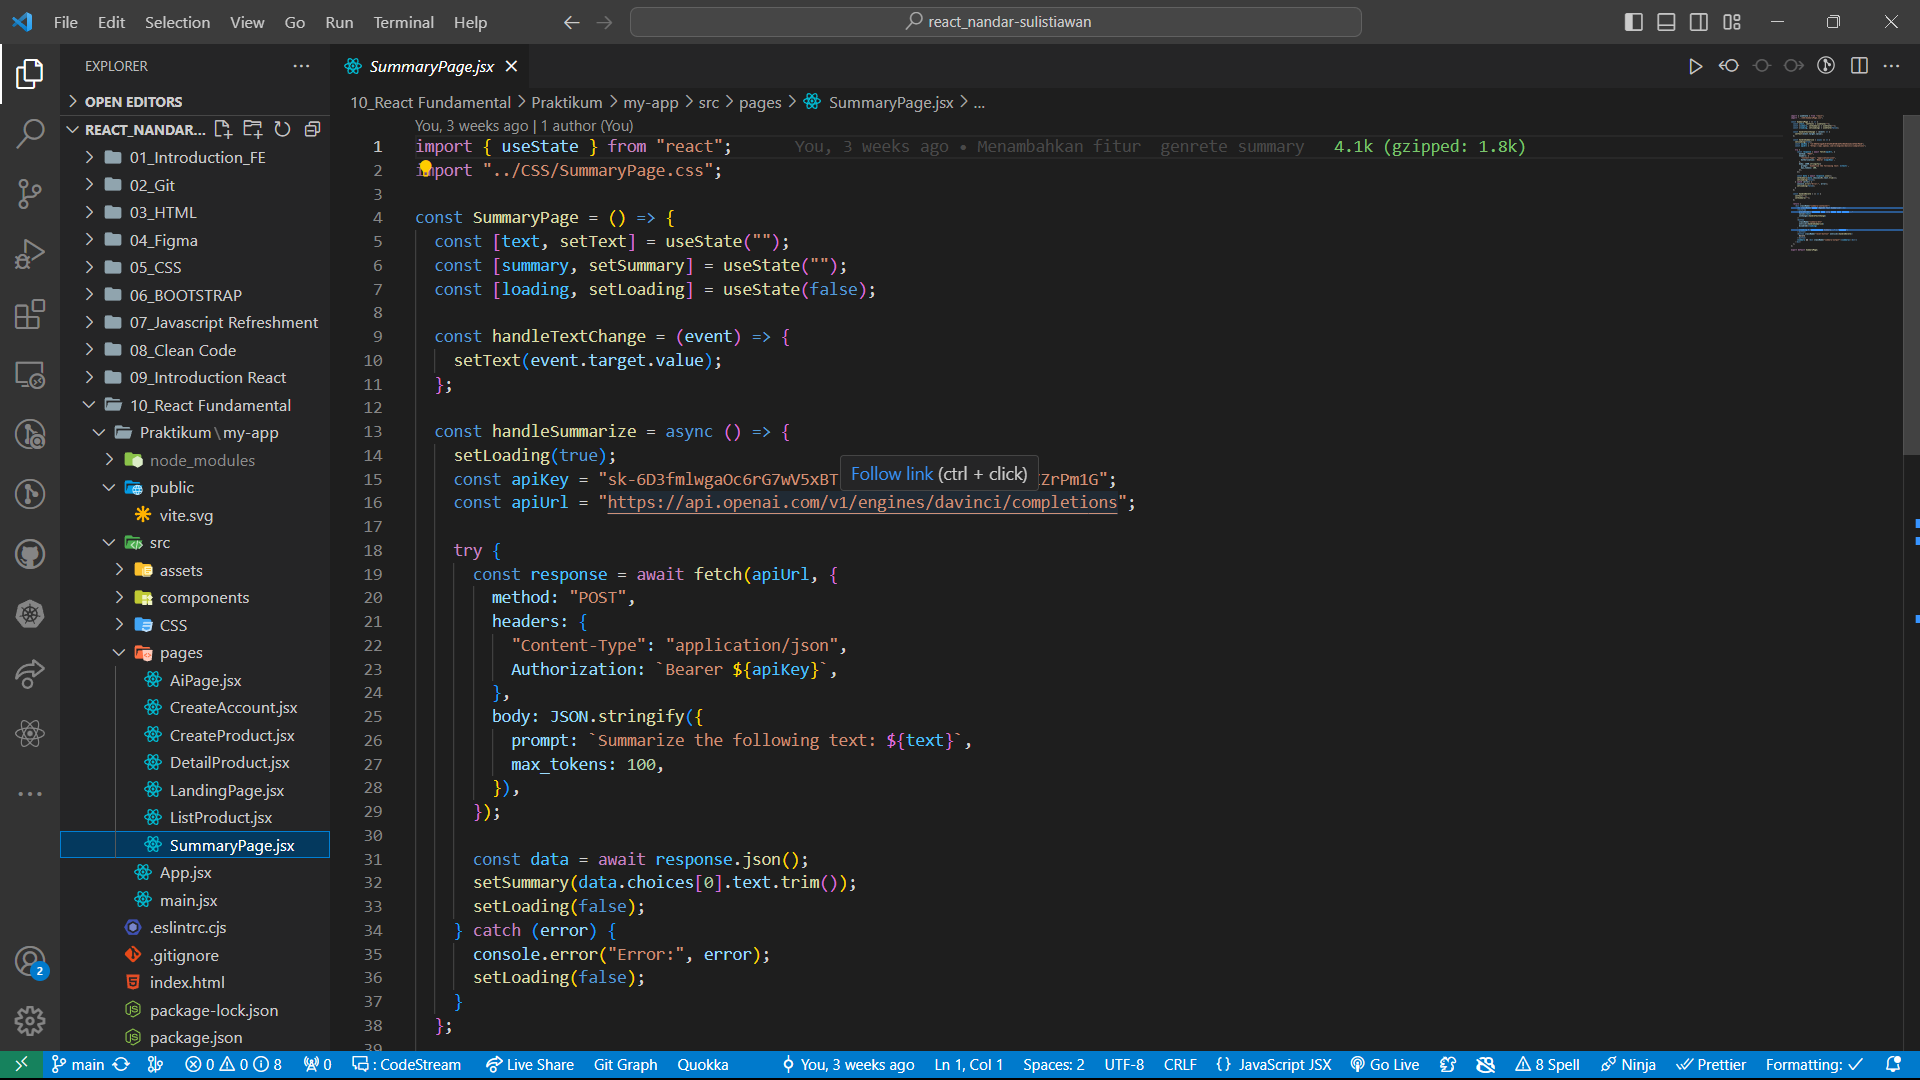 File Edit Selection View Go Run Terminal Help
react_nandar-sulistiawan
EXPLORER
OPEN EDITORS
REACT_NANDAR...
01_Introduction_FE
02_Git
03_HTML
04_Figma
05_CSS
06_BOOTSTRAP
07_Javascript Refreshment
08_Clean Code
09_Introduction React
10_React Fundamental
Praktikum\my-app
node_modules
public
vite.svg
src
assets
components
CSS
pages
AiPage.jsx
CreateAccount.jsx
CreateProduct.jsx
DetailProduct.jsx
LandingPage.jsx
ListProduct.jsx
SummaryPage.jsx
App.jsx
main.jsx
.eslintrc.cjs
.gitignore
index.html
package-lock.json
package.json
2
SummaryPage.jsx
10_React Fundamental > Praktikum > my-app > src > pages > SummaryPage.jsx > ...
You, 3 weeks ago | 1 author (You)
1 import { useState } from "react"; You, 3 weeks ago • Menambahkan fitur  genrete summary 4.1k (gzipped: 1.8k)
2 import "../CSS/SummaryPage.css";
3
4 const SummaryPage = () => {
5 const [text, setText] = useState("");
6 const [summary, setSummary] = useState("");
7 const [loading, setLoading] = useState(false);
8
9 const handleTextChange = (event) => {
10 setText(event.target.value);
11 };
12
13 const handleSummarize = async () => {
14 setLoading(true);
15 const apiKey = "sk-6D3fmlwgaOc6rG7wV5xBT ZrPm1G";
Follow link (ctrl + click)
16 const apiUrl = "https://api.openai.com/v1/engines/davinci/completions";
17
18 try {
19 const response = await fetch(apiUrl, {
20 method: "POST",
21 headers: {
22 "Content-Type": "application/json",
23 Authorization: `Bearer ${apiKey}`,
24 },
25 body: JSON.stringify({
26 prompt: `Summarize the following text: ${text}`,
27 max_tokens: 100,
28 }),
29 });
30
31 const data = await response.json();
32 setSummary(data.choices[0].text.trim());
33 setLoading(false);
34 } catch (error) {
35 console.error("Error:", error);
36 setLoading(false);
37 }
38 };
39
main 0 0 8 0 : CodeStream Live Share Git Graph Quokka You, 3 weeks ago Ln 1, Col 1 Spaces: 2 UTF-8 CRLF {} JavaScript JSX Go Live 8 Spell Ninja Prettier Formatting: ✓